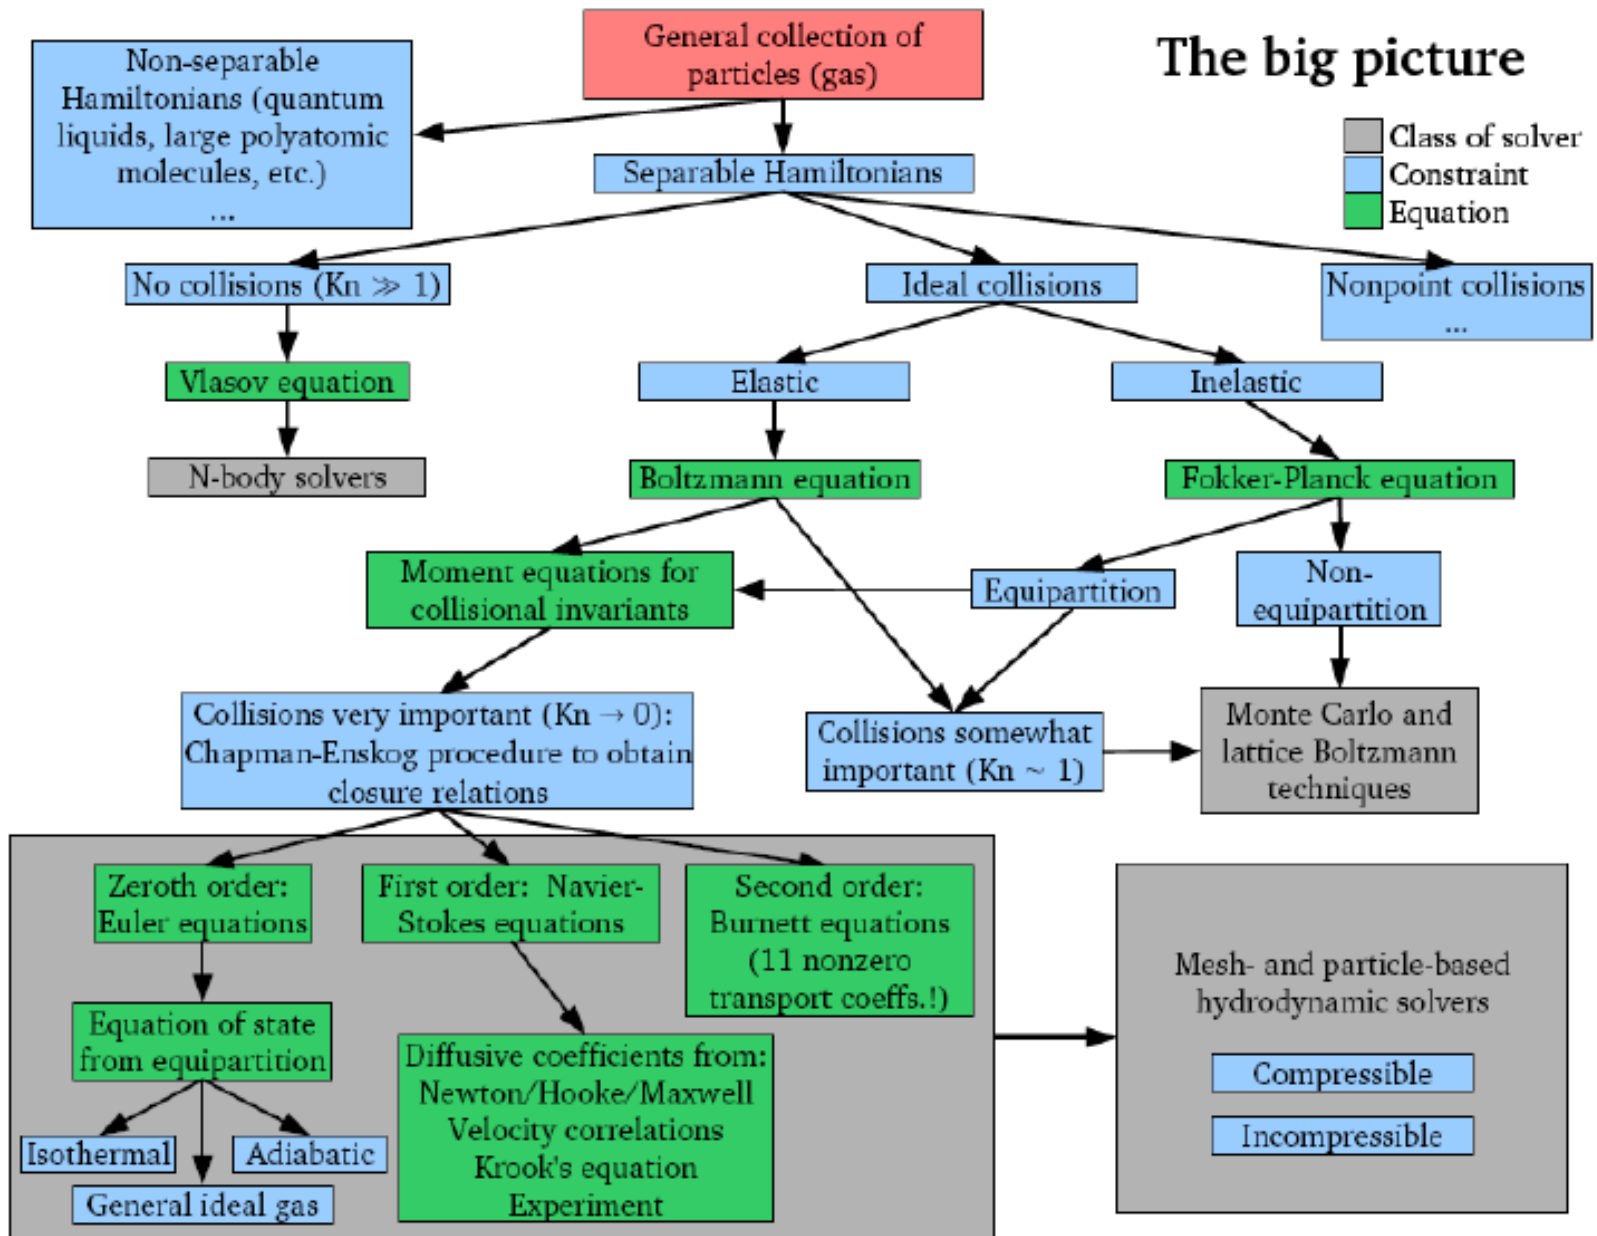 General collection of
particles (gas)
The big picture
Non-separable
Hamiltonians (quantum
liquids, large polyatomic
molecules, etc.)
...
Class of solver
Constraint
Equation
Separable Hamiltonians
No collisions (Kn ≫ 1)
Ideal collisions
Nonpoint collisions
...
Vlasov equation
Elastic
Inelastic
N-body solvers
Boltzmann equation
Fokker-Planck equation
Moment equations for
collisional invariants
Equipartition
Non-
equipartition
Collisions very important (Kn → 0):
Chapman-Enskog procedure to obtain
closure relations
Collisions somewhat
important (Kn ~ 1)
Monte Carlo and
lattice Boltzmann
techniques
Zeroth order:
Euler equations
First order: Navier-
Stokes equations
Second order:
Burnett equations
(11 nonzero
transport coeffs.!)
Mesh- and particle-based
hydrodynamic solvers
Compressible
Incompressible
Equation of state
from equipartition
Diffusive coefficients from:
Newton/Hooke/Maxwell
Velocity correlations
Krook's equation
Experiment
Isothermal
Adiabatic
General ideal gas